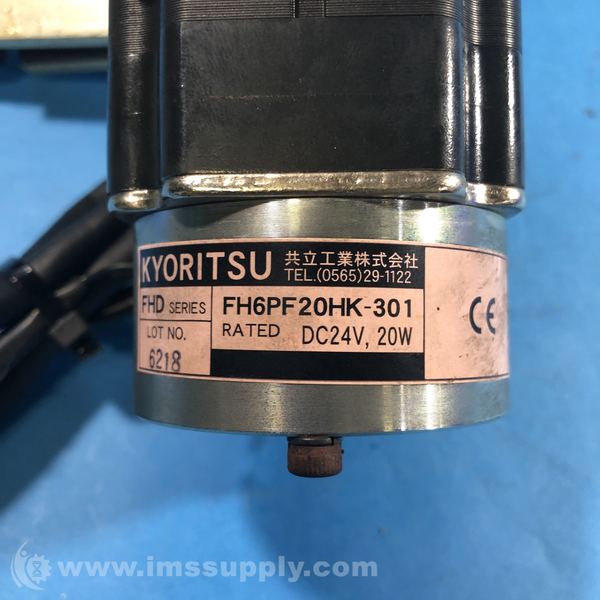 KYORITSU 共立工業株式会社
TEL.(0565)29-1122
FHD SERIES FH6PF20HK-301
LOT NO. RATED DC24V, 20W
6218
CE
IMS
www.imssupply.com